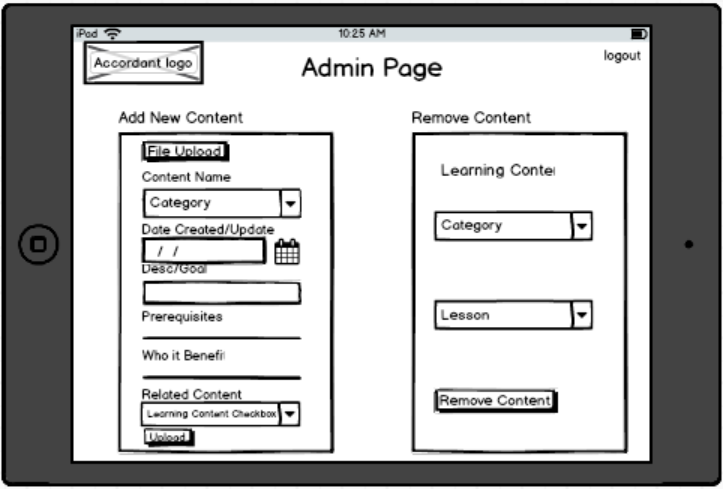 iPod
10:25 AM
Accordant logo
Admin Page
logout
Add New Content
File Upload
Content Name
Category
Date Created/Update
/ /
Desc/Goal
Prerequisites
Who it Benefi
Related Content
Learning Content Checkbox
Upload
Remove Content
Learning Conte
Category
Lesson
Remove Content